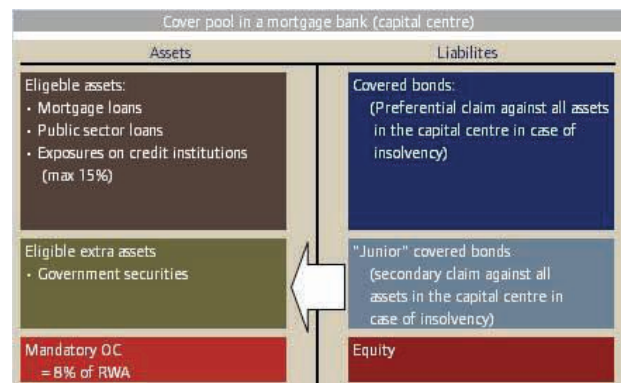 Cover pool in a mortgage bank (capital centre)
Assets
Liabilites
Eligeble assets:
• Mortgage loans
• Public sector loans
• Exposures on credit institutions
(max 15%)
Covered bonds:
(Preferential claim against all assets
in the capital centre in case of
insolvency)
Eligible extra assets
• Government securities
"Junior" covered bonds
(secondary claim against all
assets in the capital centre in
case of insolvency)
Mandatory OC
= 8% of RWA
Equity